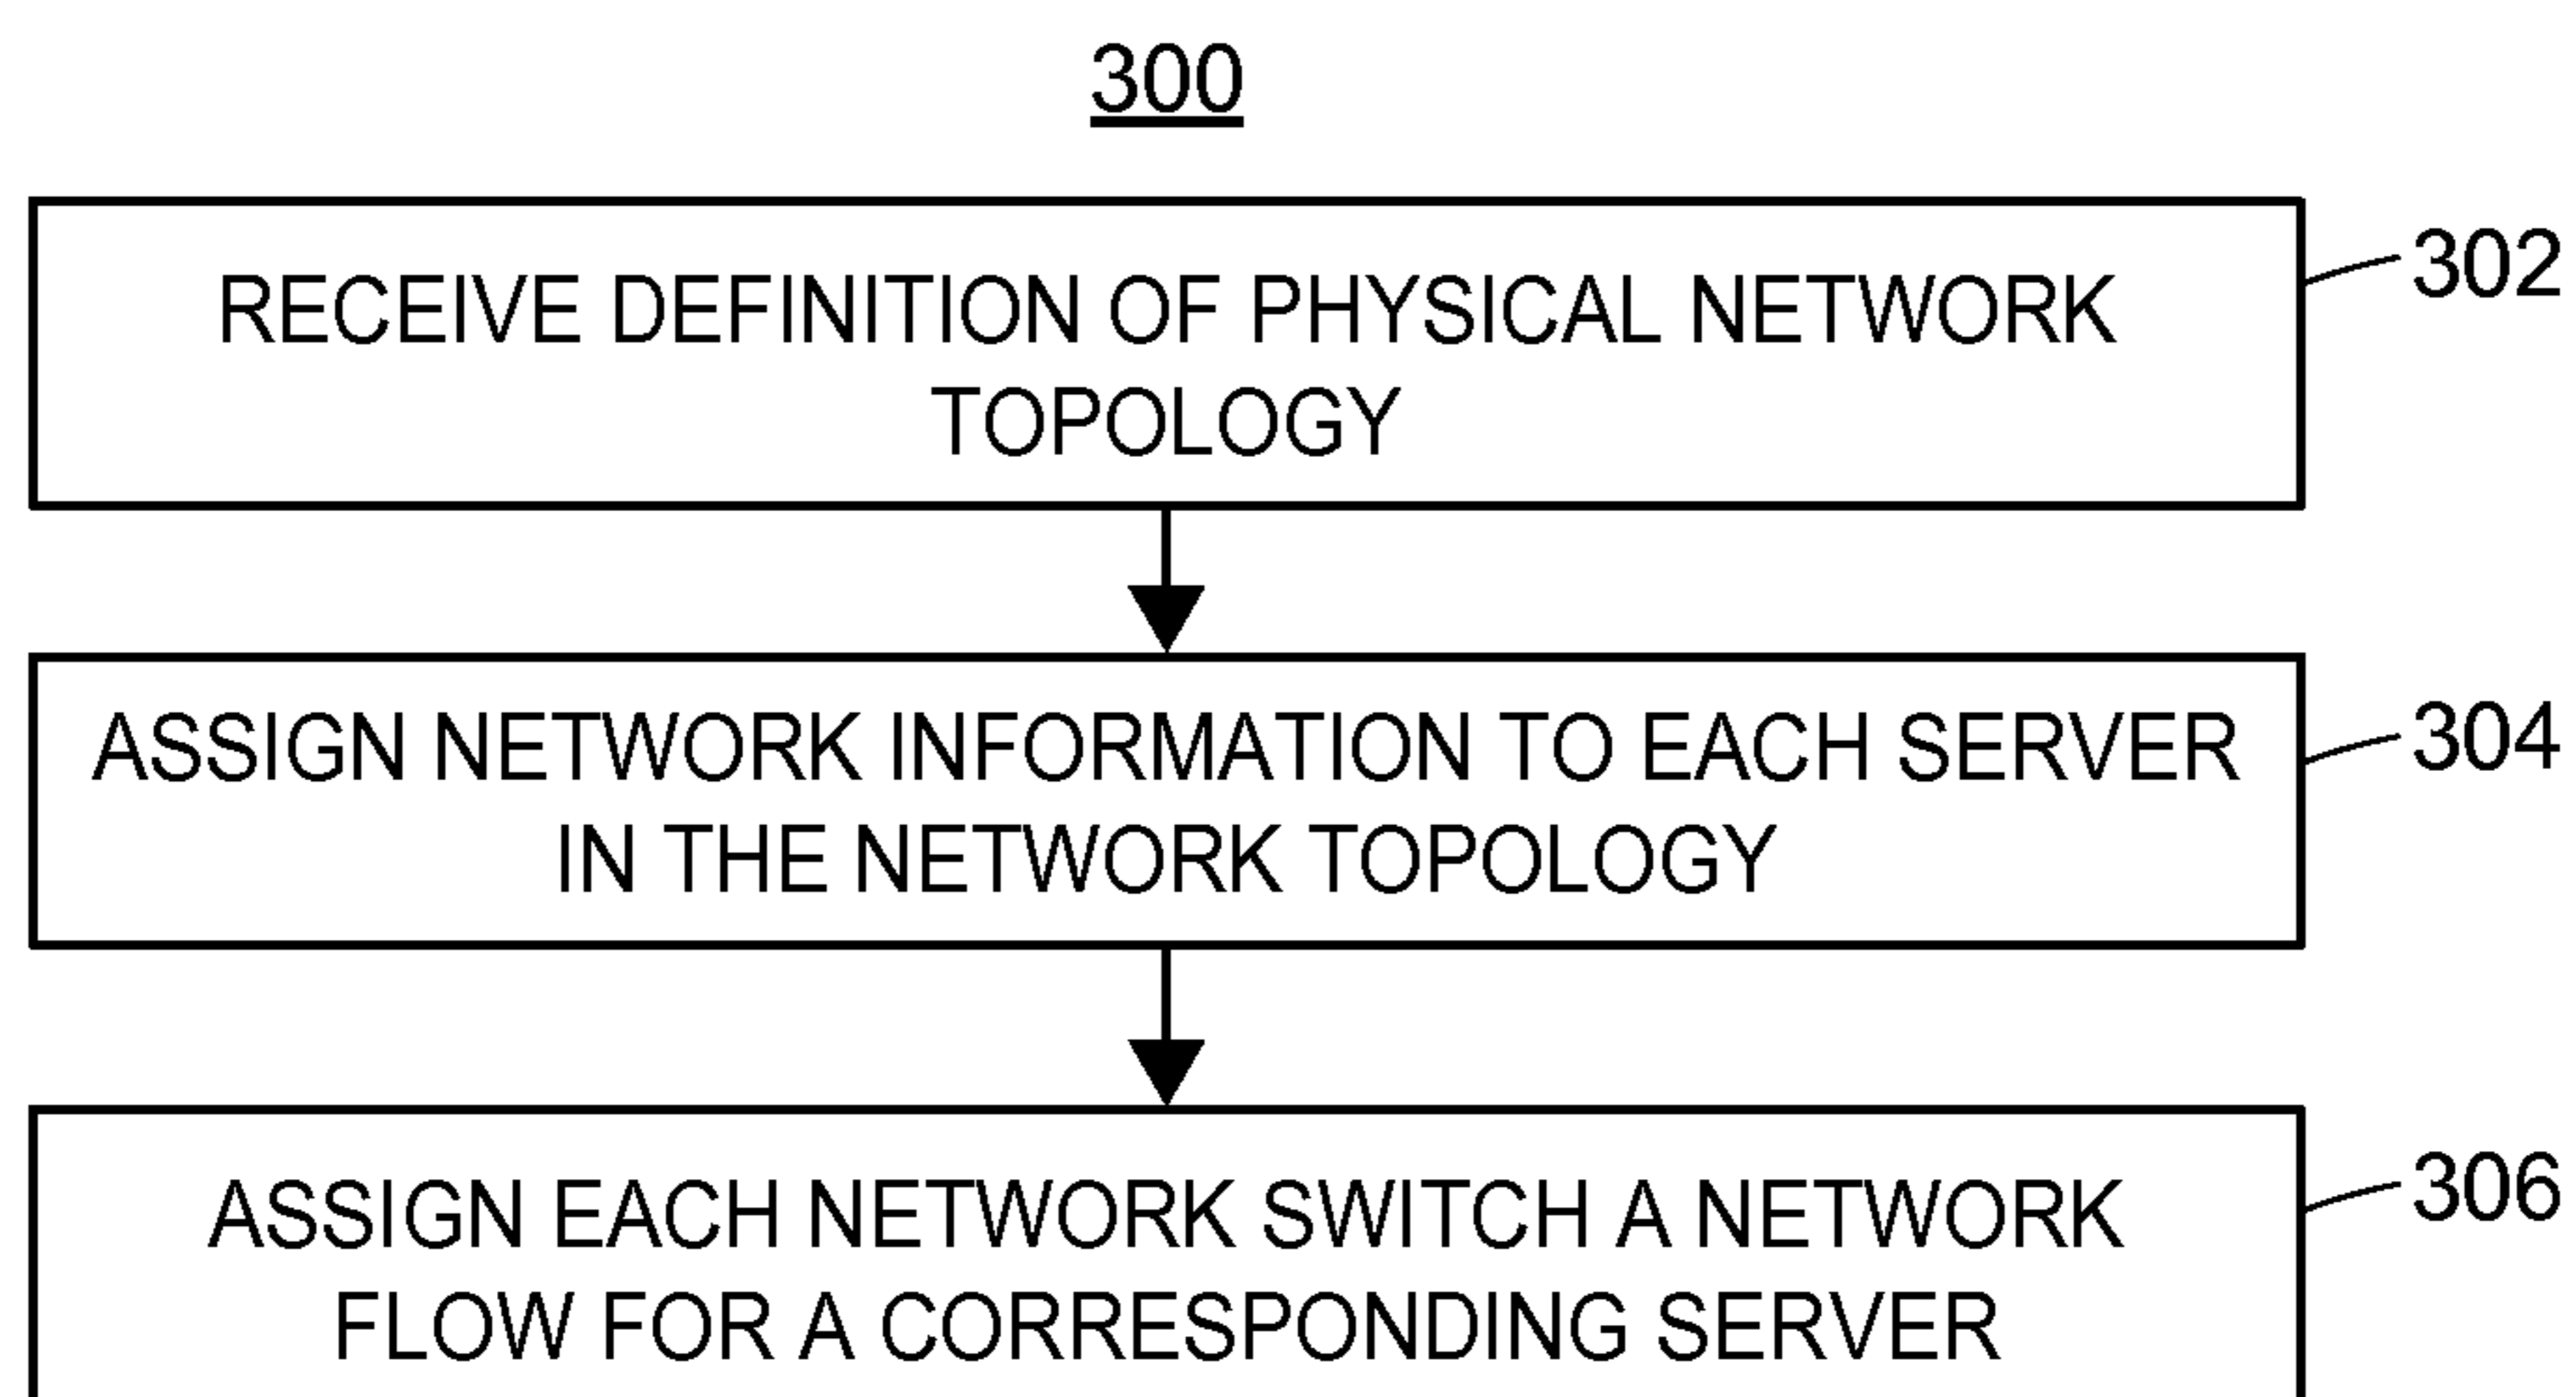 300
RECEIVE DEFINITION OF PHYSICAL NETWORK
TOPOLOGY
302
ASSIGN NETWORK INFORMATION TO EACH SERVER
IN THE NETWORK TOPOLOGY
304
ASSIGN EACH NETWORK SWITCH A NETWORK
FLOW FOR A CORRESPONDING SERVER
306